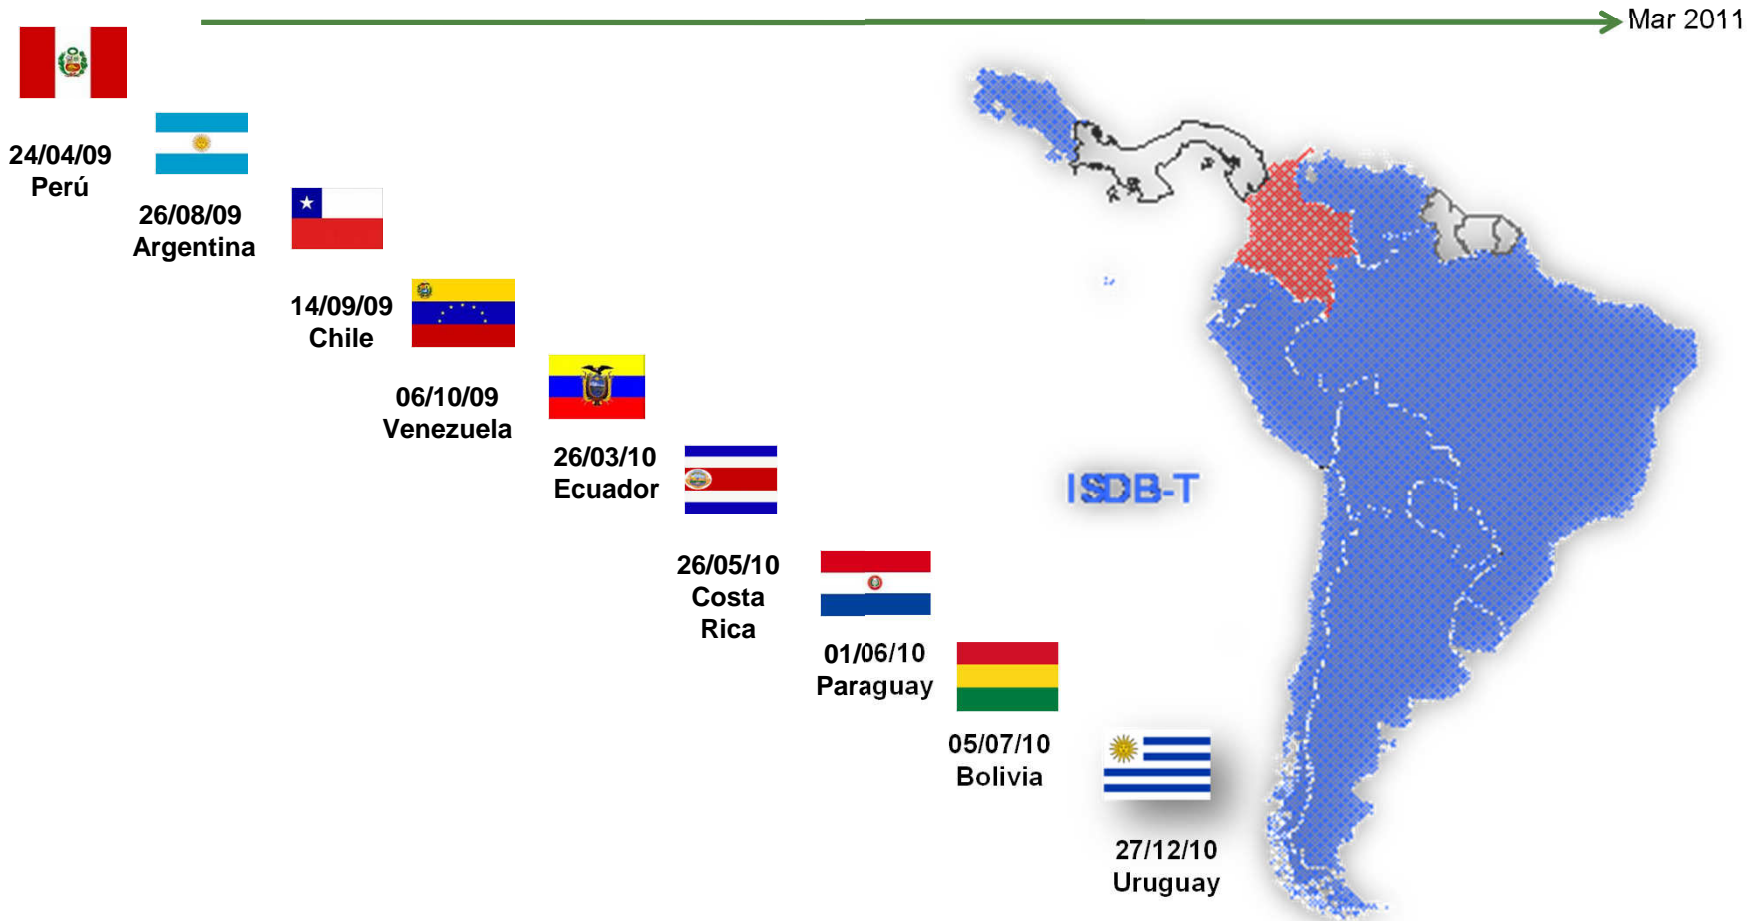 Mar 2011
24/04/09
Perú
26/08/09
Argentina
14/09/09
Chile
06/10/09
Venezuela
26/03/10
Ecuador
ISDB-T
26/05/10
Costa
Rica
01/06/10
Paraguay
05/07/10
Bolivia
27/12/10
Uruguay